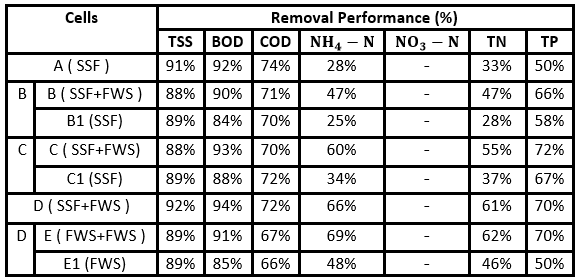 Cells Removal Performance (%)
TSS BOD COD NH₄ − N NO₃ − N TN TP
A ( SSF) 91% 92% 74% 28% - 33% 50%
B B ( SSF+FWS ) 88% 90% 71% 47% - 47% 66%
B1 (SSF) 89% 84% 70% 25% - 28% 58%
C C ( SSF+FWS) 88% 93% 70% 60% - 55% 72%
C1 (SSF) 89% 88% 72% 34% - 37% 67%
D ( SSF+FWS ) 92% 94% 72% 66% - 61% 70%
D E ( FWS+FWS ) 89% 91% 67% 69% - 62% 70%
E1 (FWS) 89% 85% 66% 48% - 46% 50%